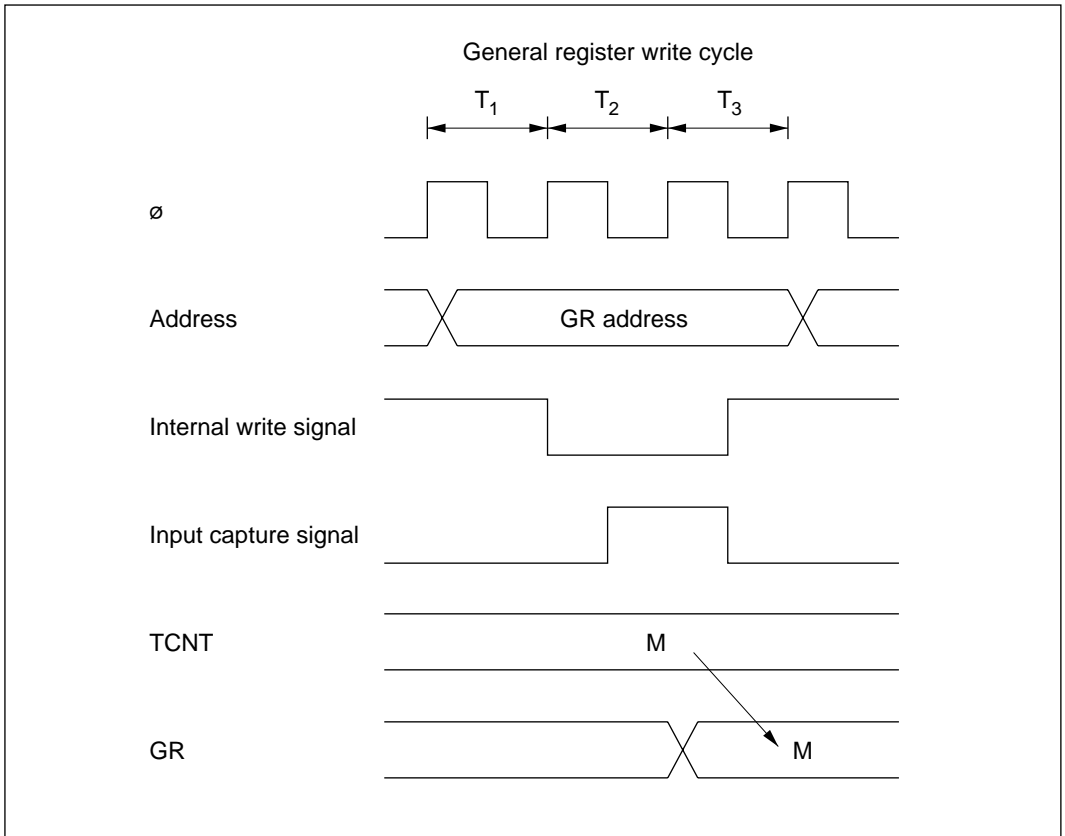 General register write cycle
T1 T2 T3
ø
Address GR address
Internal write signal
Input capture signal
TCNT M
GR M